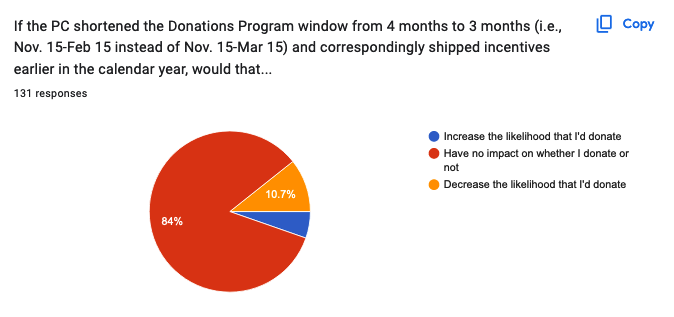 If the PC shortened the Donations Program window from 4 months to 3 months (i.e.,
Nov. 15-Feb 15 instead of Nov. 15-Mar 15) and correspondingly shipped incentives
earlier in the calendar year, would that...
Copy
131 responses
Increase the likelihood that I'd donate
Have no impact on whether I donate or
not
Decrease the likelihood that I'd donate
10.7%
84%